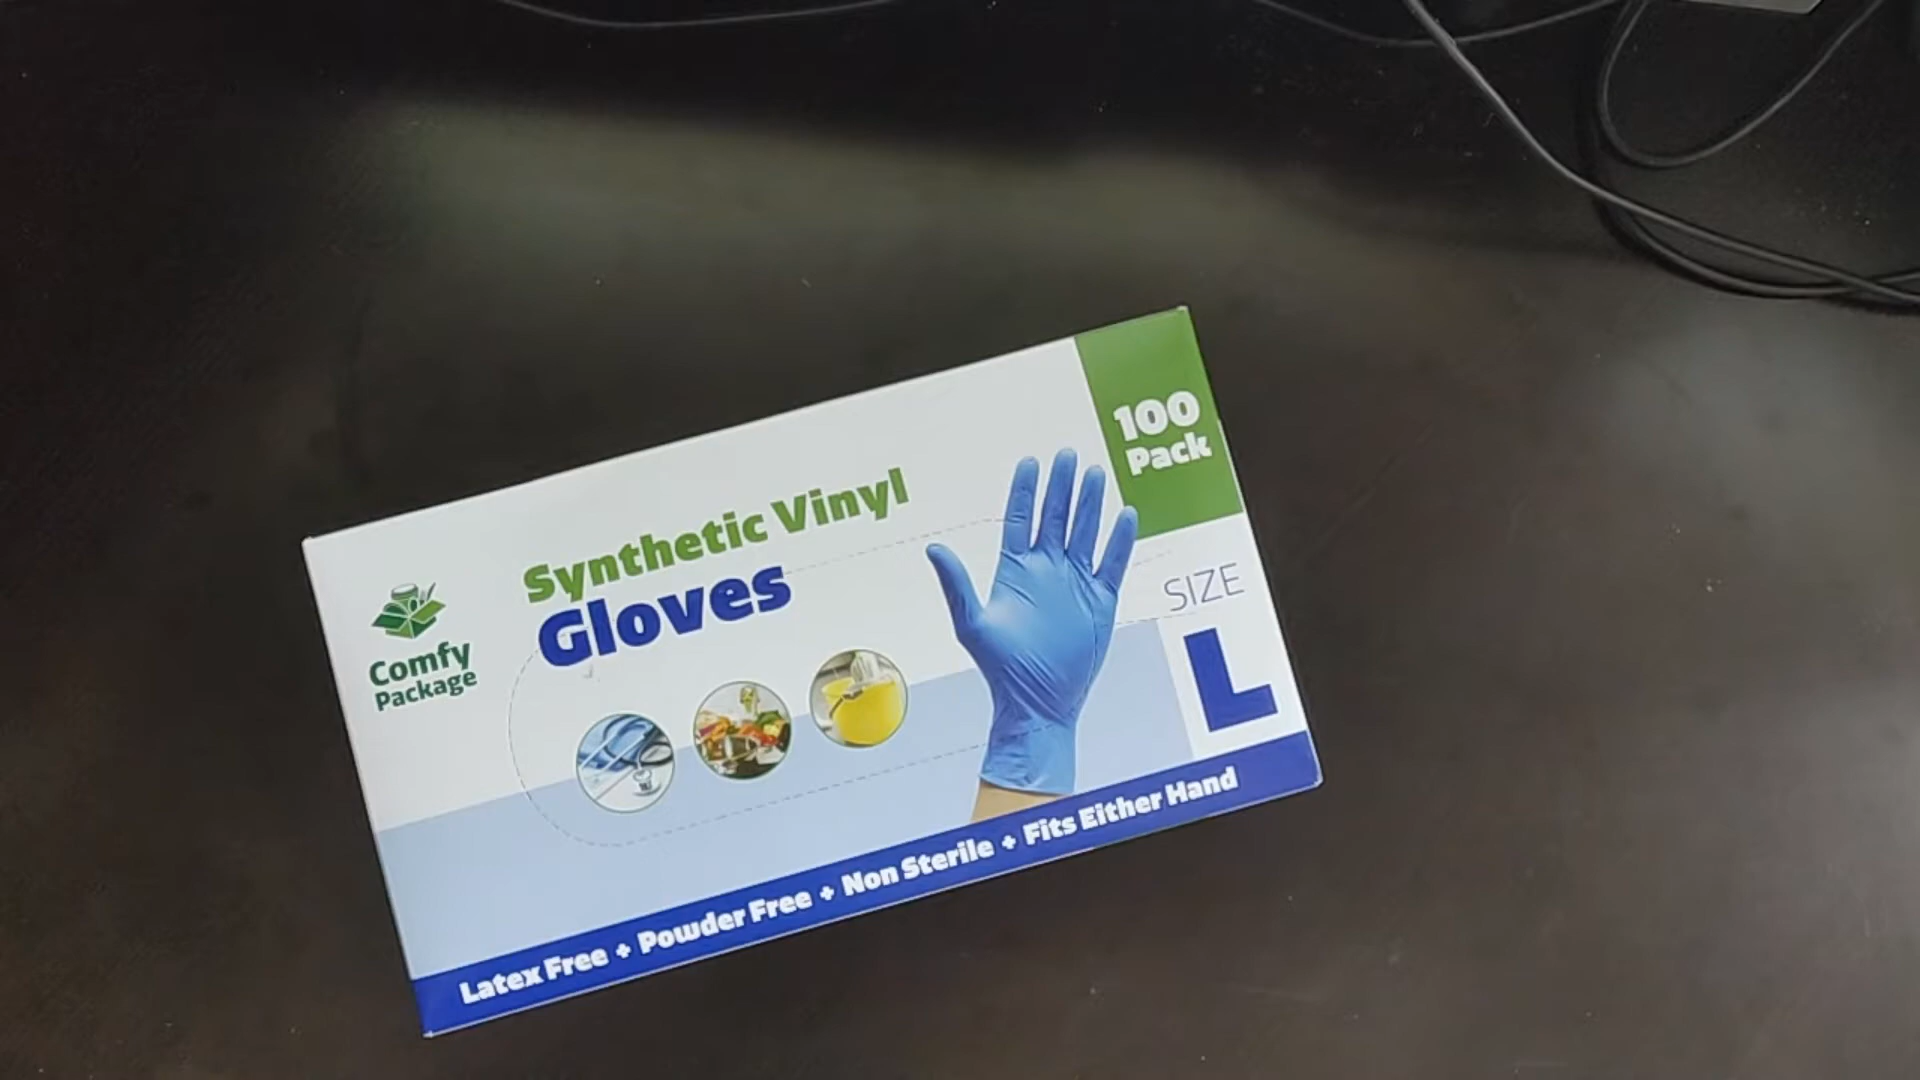 Comfy
Package
Synthetic Vinyl
Gloves
100
Pack
SIZE
L
Latex Free + Powder Free + Non Sterile + Fits Either Hand